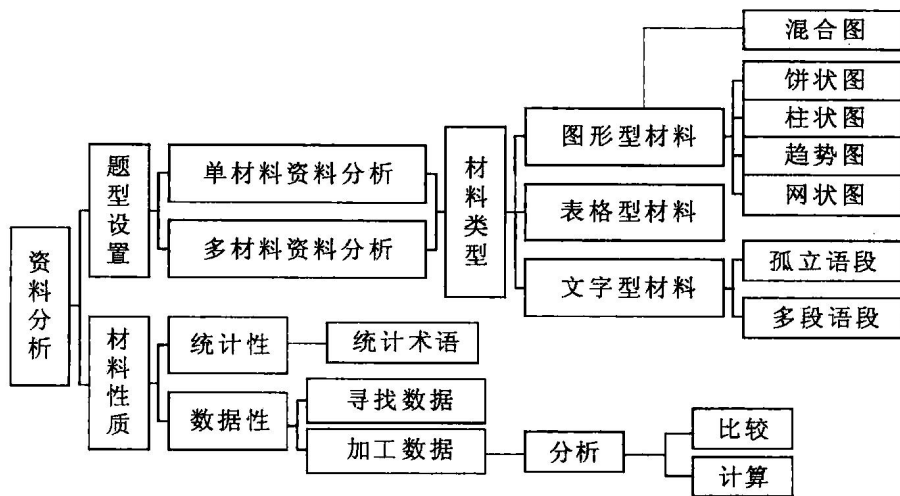 资料分析
题型设置
单材料资料分析
多材料资料分析
材料类型
图形型材料
混合图
饼状图
柱状图
趋势图
网状图
表格型材料
文字型材料
孤立语段
多段语段
材料性质
统计性
统计术语
数据性
寻找数据
加工数据
分析
比较
计算